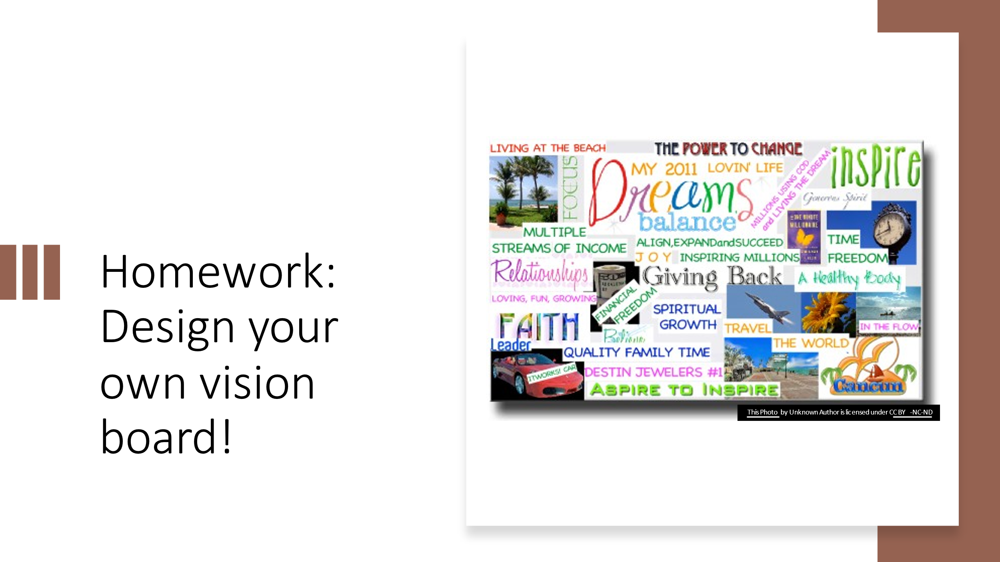 Homework:
Design your
own vision
board!
LIVING AT THE BEACH
THE POWER TO CHANGE
inspire
FOCUS
MY 2011 LOVIN' LIFE
Dreams
balance
MILLIONS USING COD
and LIVING THE DREAM
Generous Spirit
ONE MINUTE
MILLIONAIRE
MULTIPLE
STREAMS OF INCOME
ALIGN,EXPANDandSUCCEED
JOY INSPIRING MILLIONS
TIME
FREEDOM
Relationships
Giving Back
A Healthy Body
LOVING, FUN, GROWING
FINANCIAL
FREEDOM
SPIRITUAL
GROWTH
TRAVEL
IN THE FLOW
FAITH
Believe
THE WORLD
Leader
QUALITY FAMILY TIME
ITWORKS! CAR
DESTIN JEWELERS #1
Cancun
ASPIRE TO INSPIRE
This Photo by Unknown Author is licensed under CC BY-NC-ND